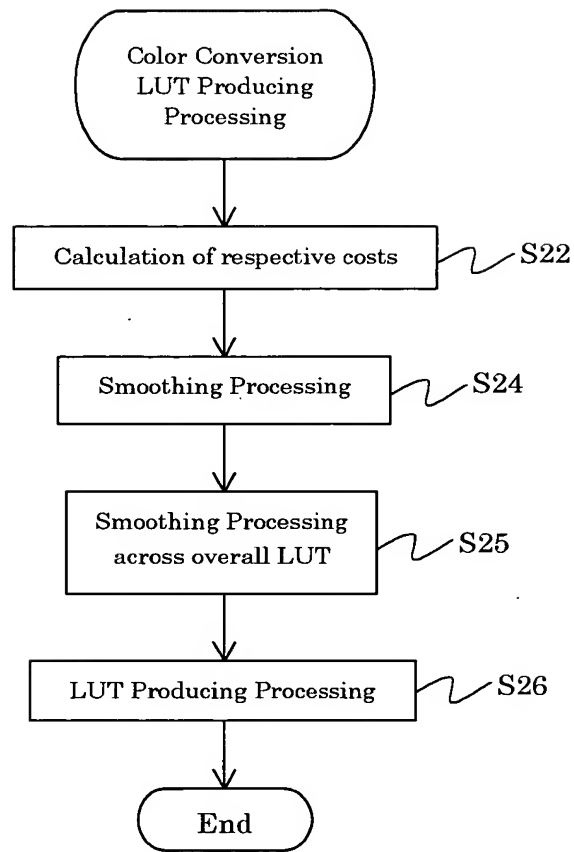 Color Conversion
LUT Producing
Processing
Calculation of respective costs
S22
Smoothing Processing
S24
Smoothing Processing
across overall LUT
S25
LUT Producing Processing
S26
End